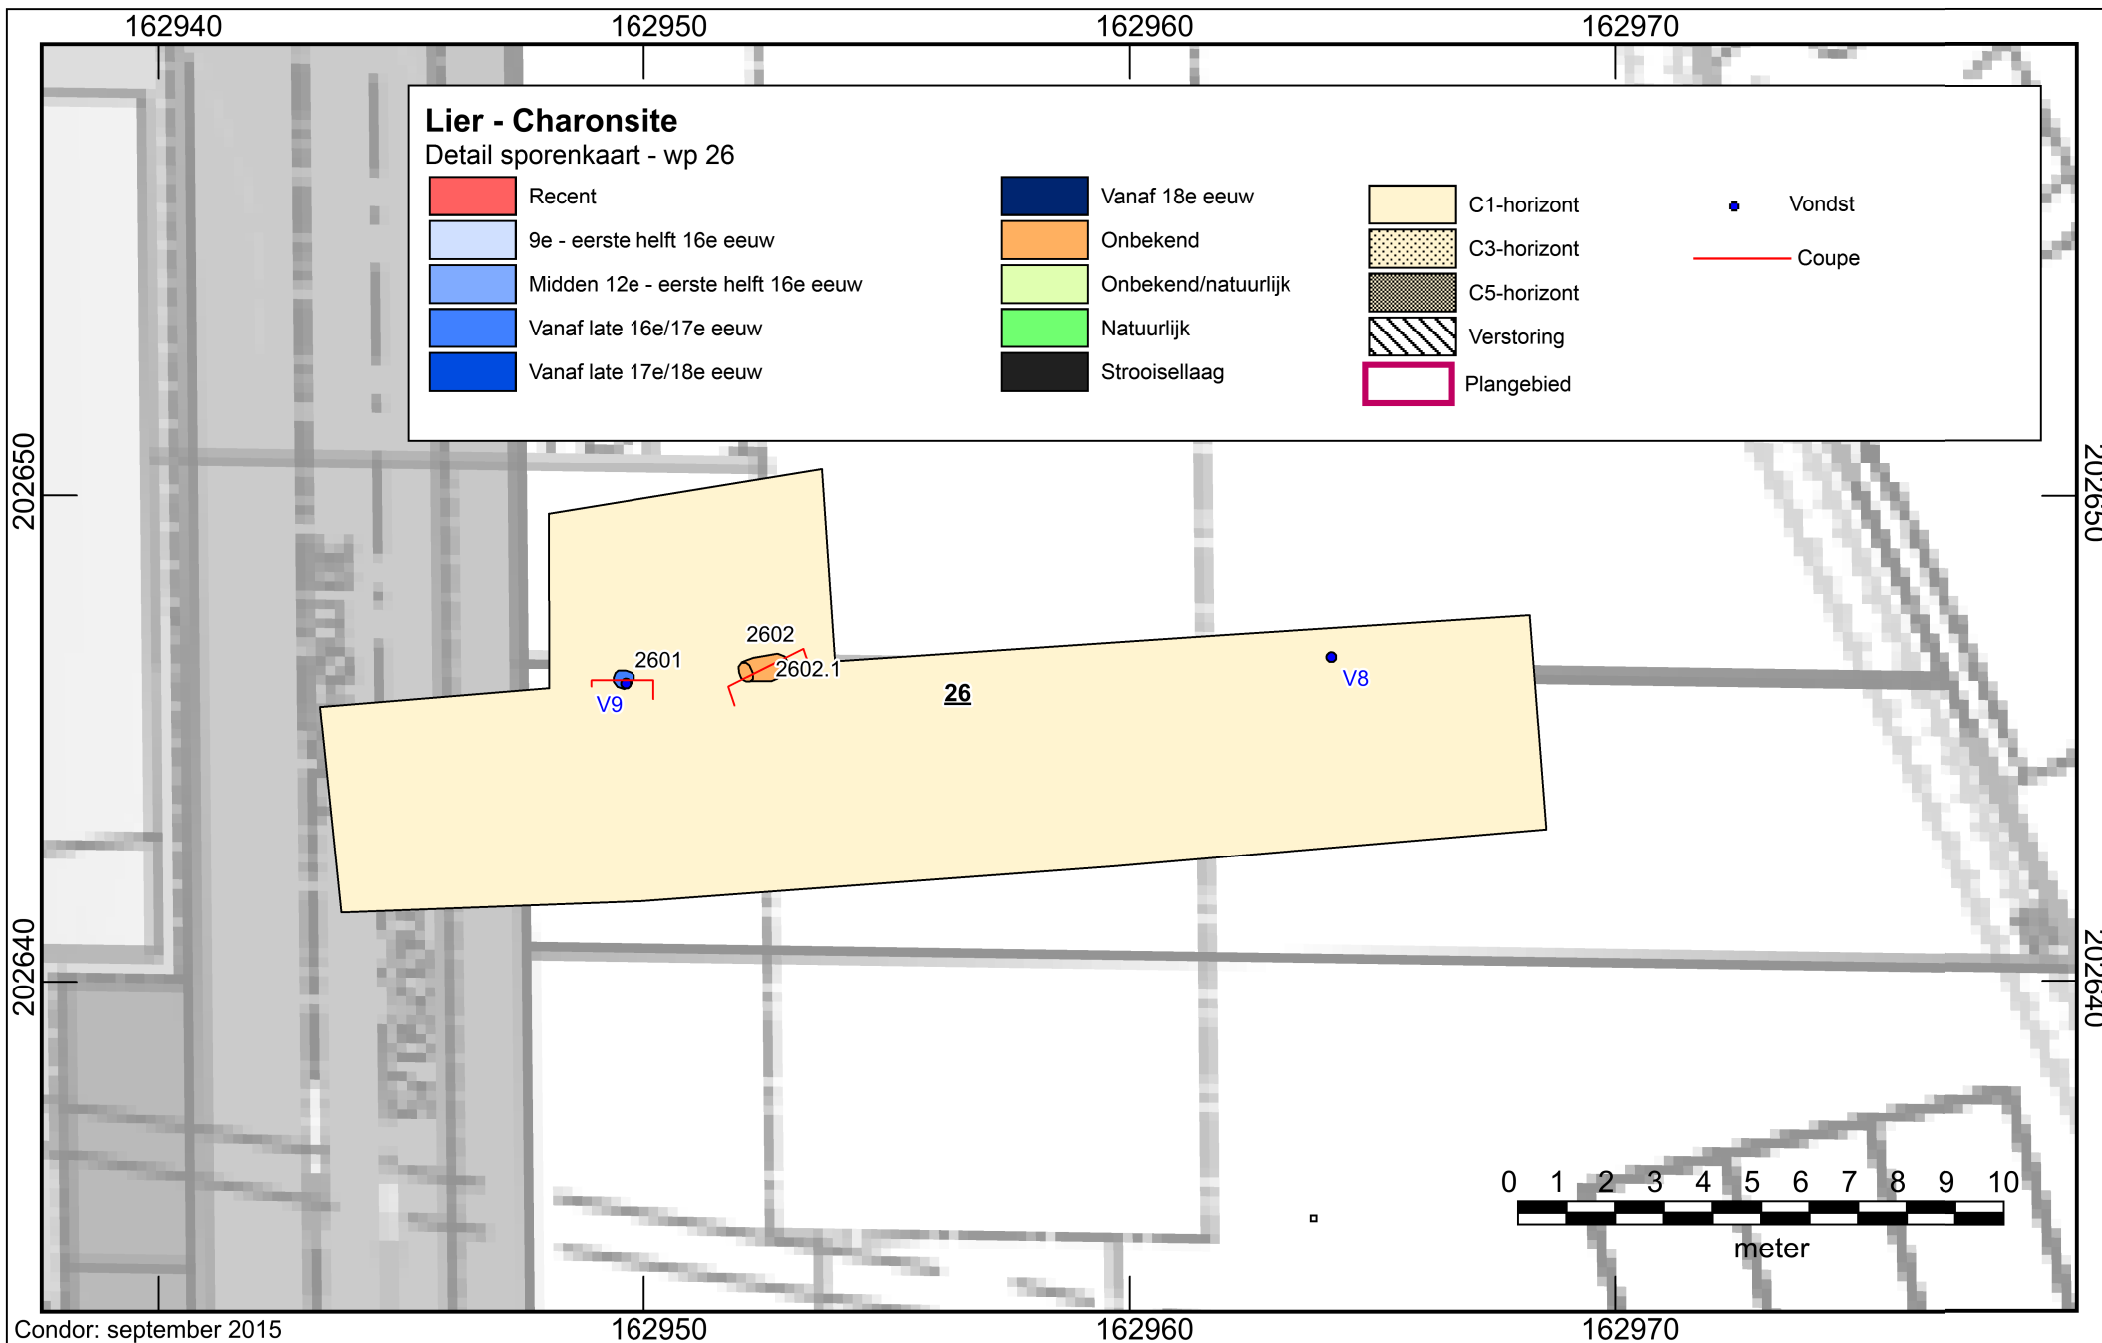 162940 162950 162960 162970
Lier - Charonsite
Detail sporenkaart - wp 26
Recent
9e - eerste helft 16e eeuw
Midden 12e - eerste helft 16e eeuw
Vanaf late 16e/17e eeuw
Vanaf late 17e/18e eeuw
Vanaf 18e eeuw
Onbekend
Onbekend/natuurlijk
Natuurlijk
Strooisellaag
C1-horizont
C3-horizont
C5-horizont
Verstoring
Plangebied
Vondst
Coupe
202650
202650
2602
2601
2602.1
V9
26
V8
202640
202640
0 1 2 3 4 5 6 7 8 9 10
meter
Condor: september 2015
162950 162960 162970